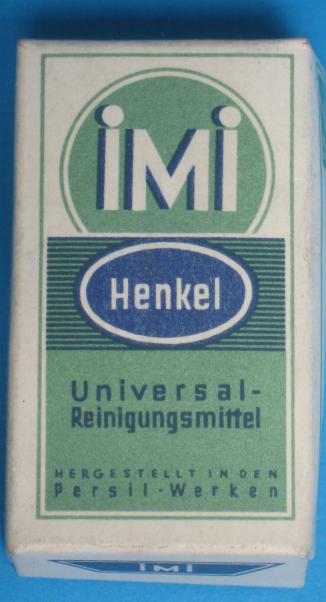 iMi
Henkel
Universal-
Reinigungsmittel
HERGESTELLT IN DEN
Persil-Werken
iMi